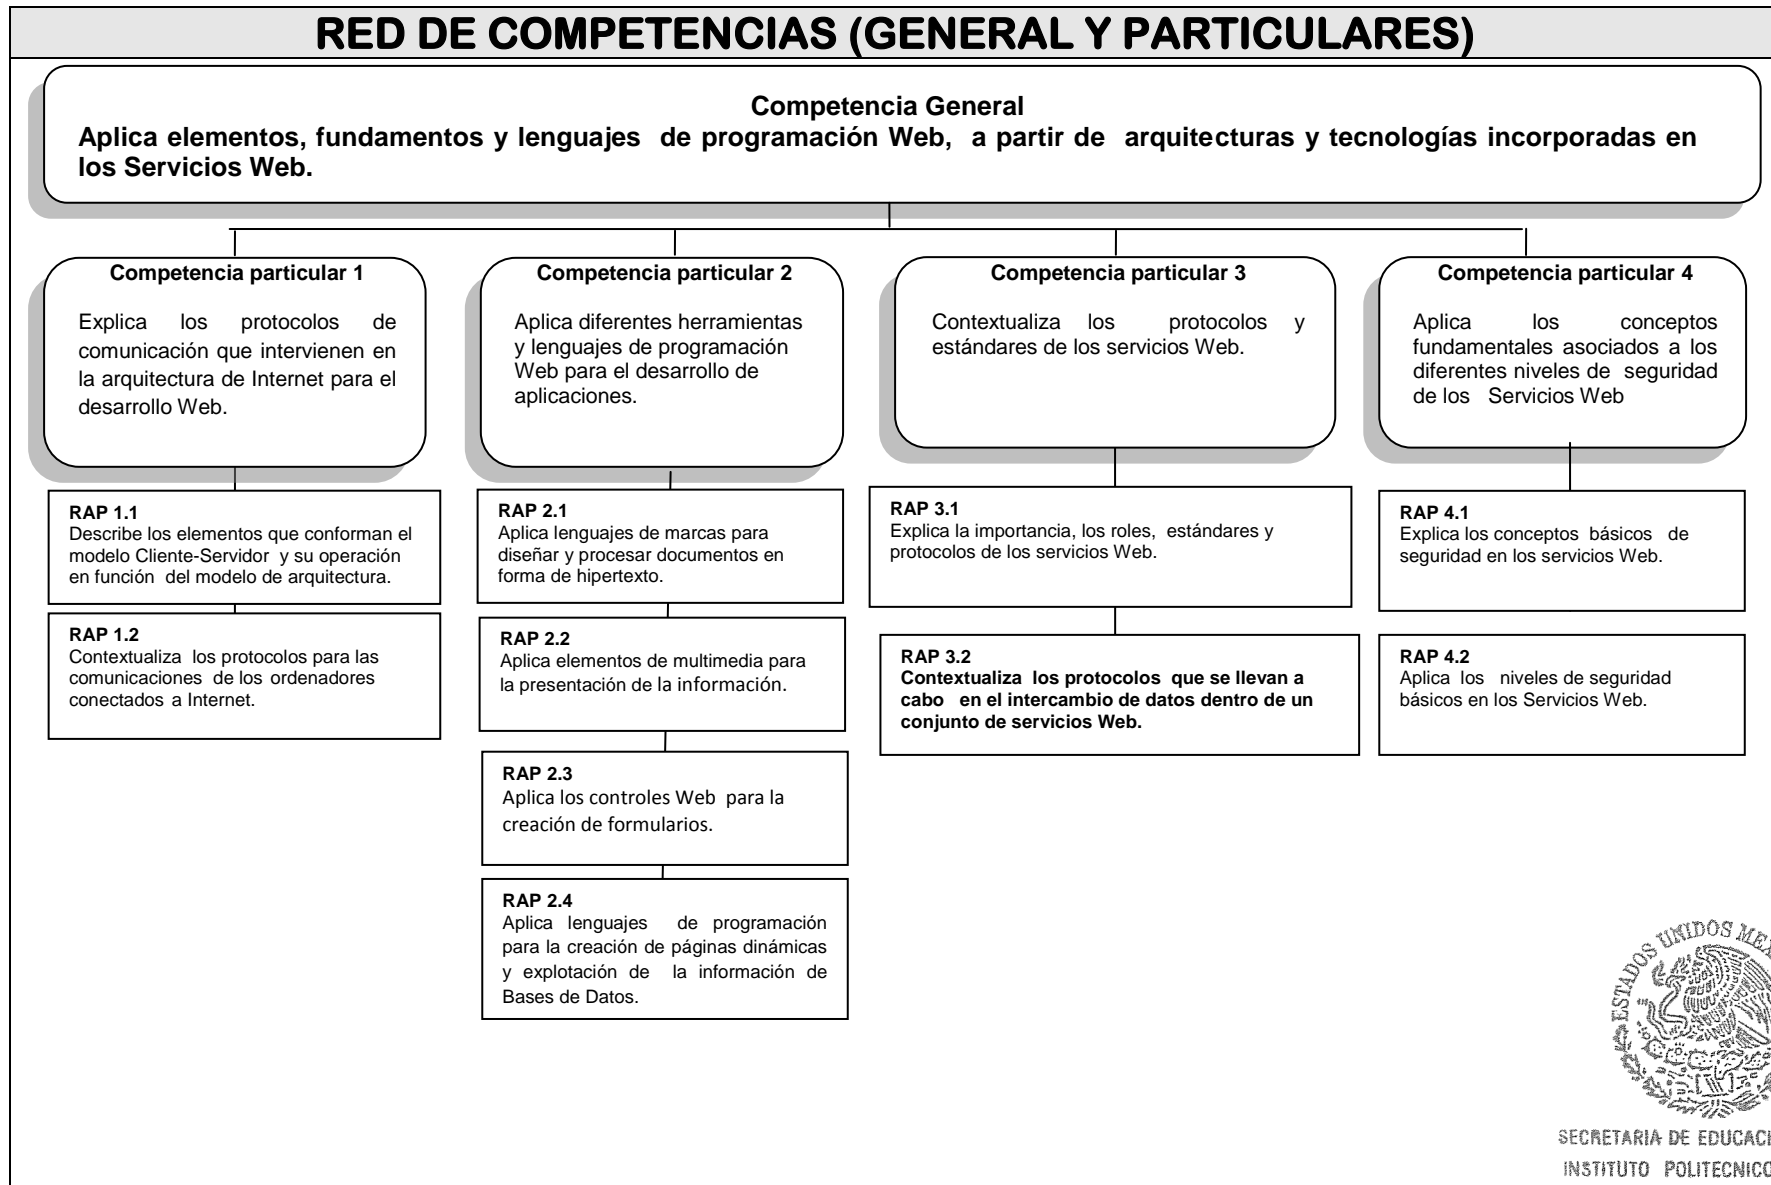 RED DE COMPETENCIAS (GENERAL Y PARTICULARES)
Competencia General
Aplica elementos, fundamentos y lenguajes de programación Web, a partir de arquitecturas y tecnologías incorporadas en
los Servicios Web.
Competencia particular 1
Explica los protocolos de
comunicación que intervienen en
la arquitectura de Internet para el
desarrollo Web.
RAP 1.1
Describe los elementos que conforman el
modelo Cliente-Servidor y su operación
en función del modelo de arquitectura.
RAP 1.2
Contextualiza los protocolos para las
comunicaciones de los ordenadores
conectados a Internet.
Competencia particular 2
Aplica diferentes herramientas
y lenguajes de programación
Web para el desarrollo de
aplicaciones.
RAP 2.1
Aplica lenguajes de marcas para
diseñar y procesar documentos en
forma de hipertexto.
RAP 2.2
Aplica elementos de multimedia para
la presentación de la información.
RAP 2.3
Aplica los controles Web para la
creación de formularios.
RAP 2.4
Aplica lenguajes de programación
para la creación de páginas dinámicas
y explotación de la información de
Bases de Datos.
Competencia particular 3
Contextualiza los protocolos y
estándares de los servicios Web.
RAP 3.1
Explica la importancia, los roles, estándares y
protocolos de los servicios Web.
RAP 3.2
Contextualiza los protocolos que se llevan a
cabo en el intercambio de datos dentro de un
conjunto de servicios Web.
Competencia particular 4
Aplica los conceptos
fundamentales asociados a los
diferentes niveles de seguridad
de los Servicios Web
RAP 4.1
Explica los conceptos básicos de
seguridad en los servicios Web.
RAP 4.2
Aplica los niveles de seguridad
básicos en los Servicios Web.
ESTADOS UNIDOS MEX
SECRETARIA DE EDUCACI
INSTITUTO POLITECNICO